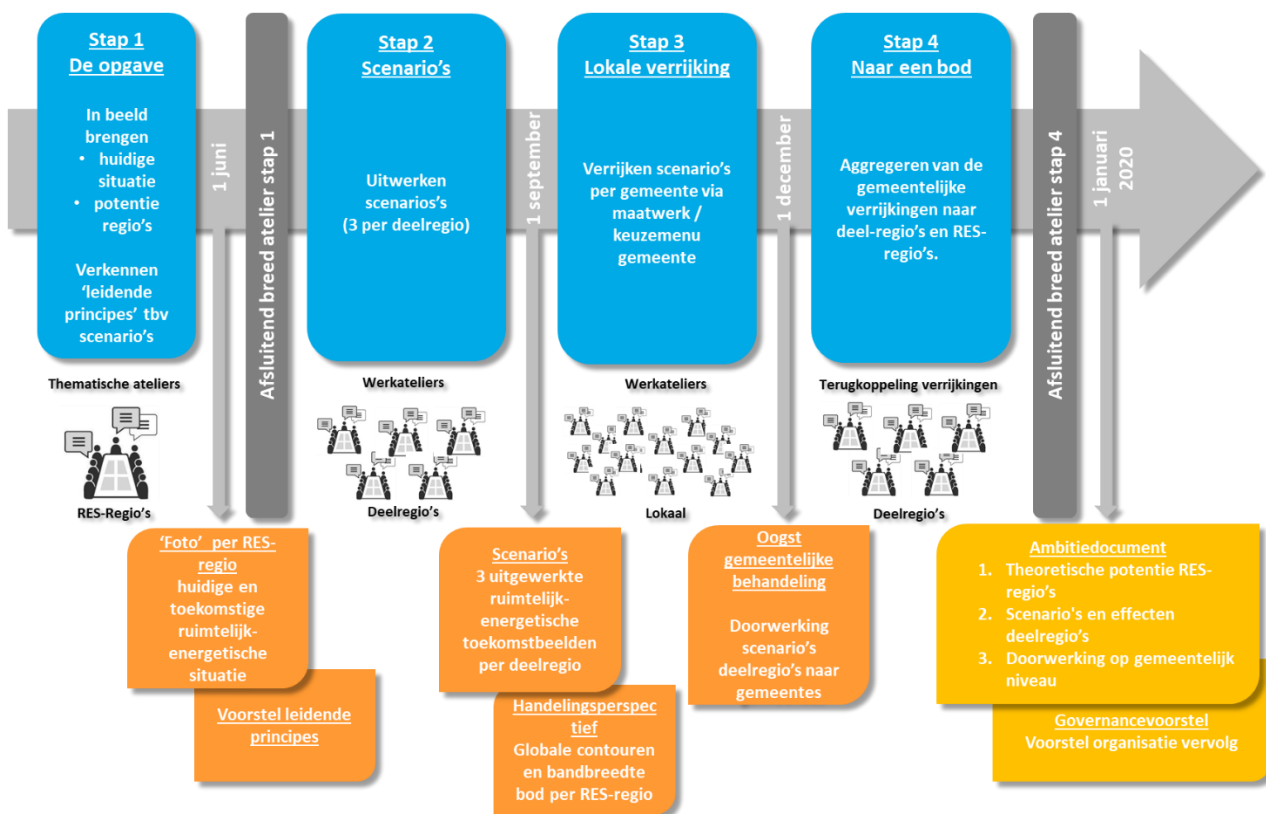 Stap 1
De opgave
In beeld
brengen
• huidige
situatie
• potentie
regio's
Verkennen
'leidende
principes' tbv
scenario's
Thematische ateliers
RES-Regio's
1 juni
Afsluitend breed atelier stap 1
Stap 2
Scenario's
Uitwerken
scenarios's
(3 per deelregio)
Werkateliers
Deelregio's
1 september
Stap 3
Lokale verrijking
Verrijken scenario's
per gemeente via
maatwerk /
keuzemenu
gemeente
Werkateliers
Lokaal
1 december
Stap 4
Naar een bod
Aggregeren van de
gemeentelijke
verrijkingen naar
deel-regio's en RES-
regio's.
Terugkoppeling verrijkingen
Deelregio's
Afsluitend breed atelier stap 4
1 januari
2020
'Foto' per RES-
regio
huidige en
toekomstige
ruimtelijk-
energetische
situatie
Voorstel leidende
principes
Scenario's
3 uitgewerkte
ruimtelijk-
energetische
toekomstbeelden
per deelregio
Handelingsperspec
tief
Globale contouren
en bandbreedte
bod per RES-regio
Oogst
gemeentelijke
behandeling
Doorwerking
scenario's
deelregio's naar
gemeentes
Ambitiedocument
1. Theoretische potentie RES-
regio's
2. Scenario's en effecten
deelregio's
3. Doorwerking op gemeentelijk
niveau
Governancevoorstel
Voorstel organisatie vervolg